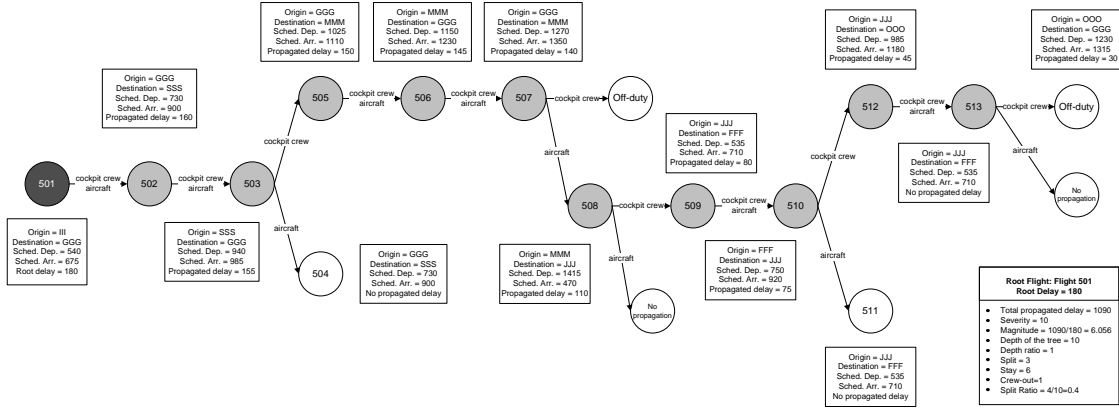 Origin = GGG
Destination = MMM
Sched. Dep. = 1025
Sched. Arr. = 1110
Propagated delay = 150
Origin = MMM
Destination = GGG
Sched. Dep. = 1150
Sched. Arr. = 1230
Propagated delay = 145
Origin = GGG
Destination = MMM
Sched. Dep. = 1270
Sched. Arr. = 1350
Propagated delay = 140
Origin = JJJ
Destination = OOO
Sched. Dep. = 985
Sched. Arr. = 1180
Propagated delay = 45
Origin = OOO
Destination = GGG
Sched. Dep. = 1230
Sched. Arr. = 1315
Propagated delay = 30
Origin = GGG
Destination = SSS
Sched. Dep. = 730
Sched. Arr. = 900
Propagated delay = 160
505
cockpit crew
aircraft
506
cockpit crew
aircraft
507
cockpit crew
Off-duty
512
cockpit crew
aircraft
513
cockpit crew
Off-duty
Origin = JJJ
Destination = FFF
Sched. Dep. = 535
Sched. Arr. = 710
Propagated delay = 80
cockpit crew
aircraft
cockpit crew
aircraft
Origin = JJJ
Destination = FFF
Sched. Dep. = 535
Sched. Arr. = 710
No propagated delay
501
cockpit crew
aircraft
502
cockpit crew
aircraft
503
No
propagation
508
cockpit crew
509
cockpit crew
aircraft
510
Origin = III
Destination = GGG
Sched. Dep. = 540
Sched. Arr. = 675
Root delay = 180
Origin = SSS
Destination = GGG
Sched. Dep. = 940
Sched. Arr. = 985
Propagated delay = 155
aircraft
504
Origin = GGG
Destination = SSS
Sched. Dep. = 730
Sched. Arr. = 900
No propagated delay
Origin = MMM
Destination = JJJ
Sched. Dep. = 1415
Sched. Arr. = 470
Propagated delay = 110
aircraft
No
propagation
Origin = FFF
Destination = JJJ
Sched. Dep. = 750
Sched. Arr. = 920
Propagated delay = 75
aircraft
511
Origin = JJJ
Destination = FFF
Sched. Dep. = 535
Sched. Arr. = 710
No propagated delay
Root Flight: Flight 501
Root Delay = 180
• Total propagated delay = 1090
• Severity = 10
• Magnitude = 1090/180 = 6.056
• Depth of the tree = 10
• Depth ratio = 1
• Split = 3
• Stay = 6
• Crew-out=1
• Split Ratio = 4/10=0.4